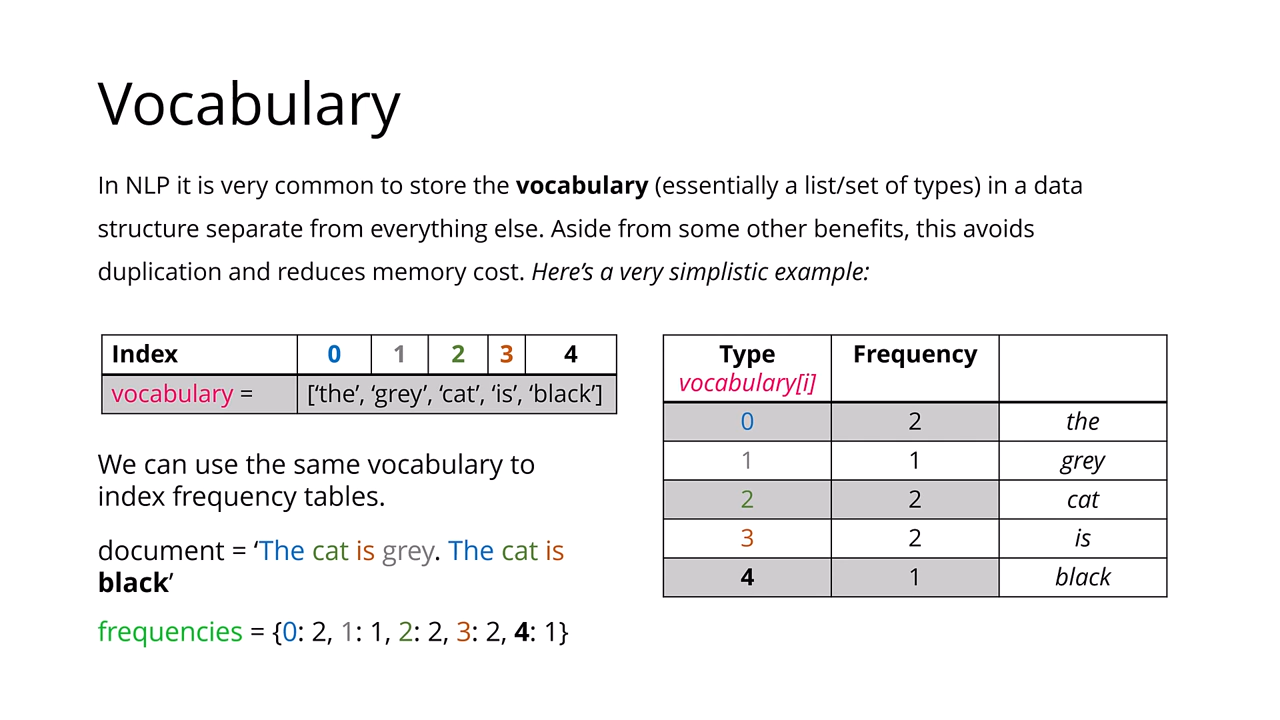 Vocabulary
In NLP it is very common to store the vocabulary (essentially a list/set of types) in a data
structure separate from everything else. Aside from some other benefits, this avoids
duplication and reduces memory cost. Here’s a very simplistic example:
Index 0 1 2 3 4
vocabulary = [‘the’, ‘grey’, ‘cat’, ‘is’, ‘black’]
We can use the same vocabulary to
index frequency tables.
document = ‘The cat is grey. The cat is
black’
frequencies = {0: 2, 1: 1, 2: 2, 3: 2, 4: 1}
Type Frequency
vocabulary[i]
0 2 the
1 1 grey
2 2 cat
3 2 is
4 1 black